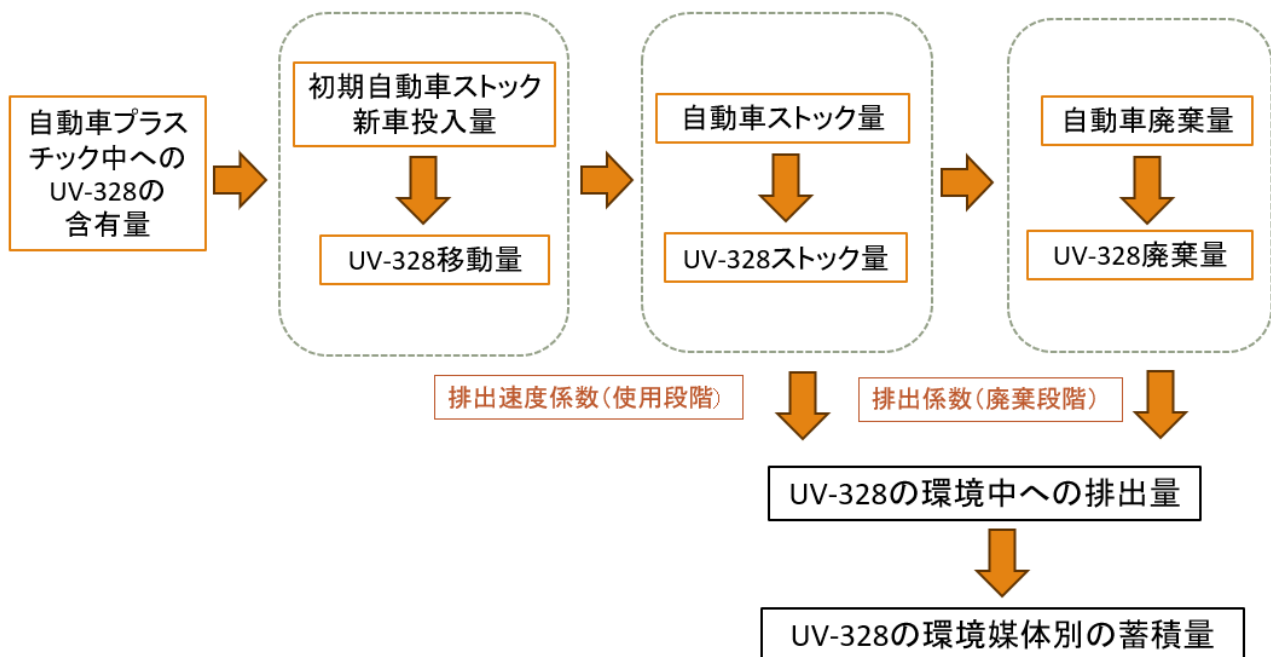 自動車プラス
チック中への
UV-328の
含有量
初期自動車ストック
新車投入量
UV-328移動量
自動車ストック量
UV-328ストック量
自動車廃棄量
UV-328廃棄量
排出速度係数(使用段階)
排出係数(廃棄段階)
UV-328の環境中への排出量
UV-328の環境媒体別の蓄積量